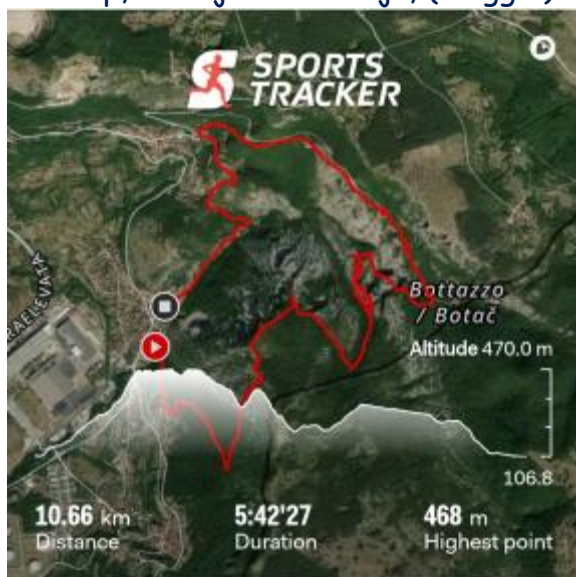 SPORTS
TRACKER
Bottazzo
/ Botač
Altitude 470.0 m
106.8
10.66 km
Distance
5:42'27
Duration
468 m
Highest point